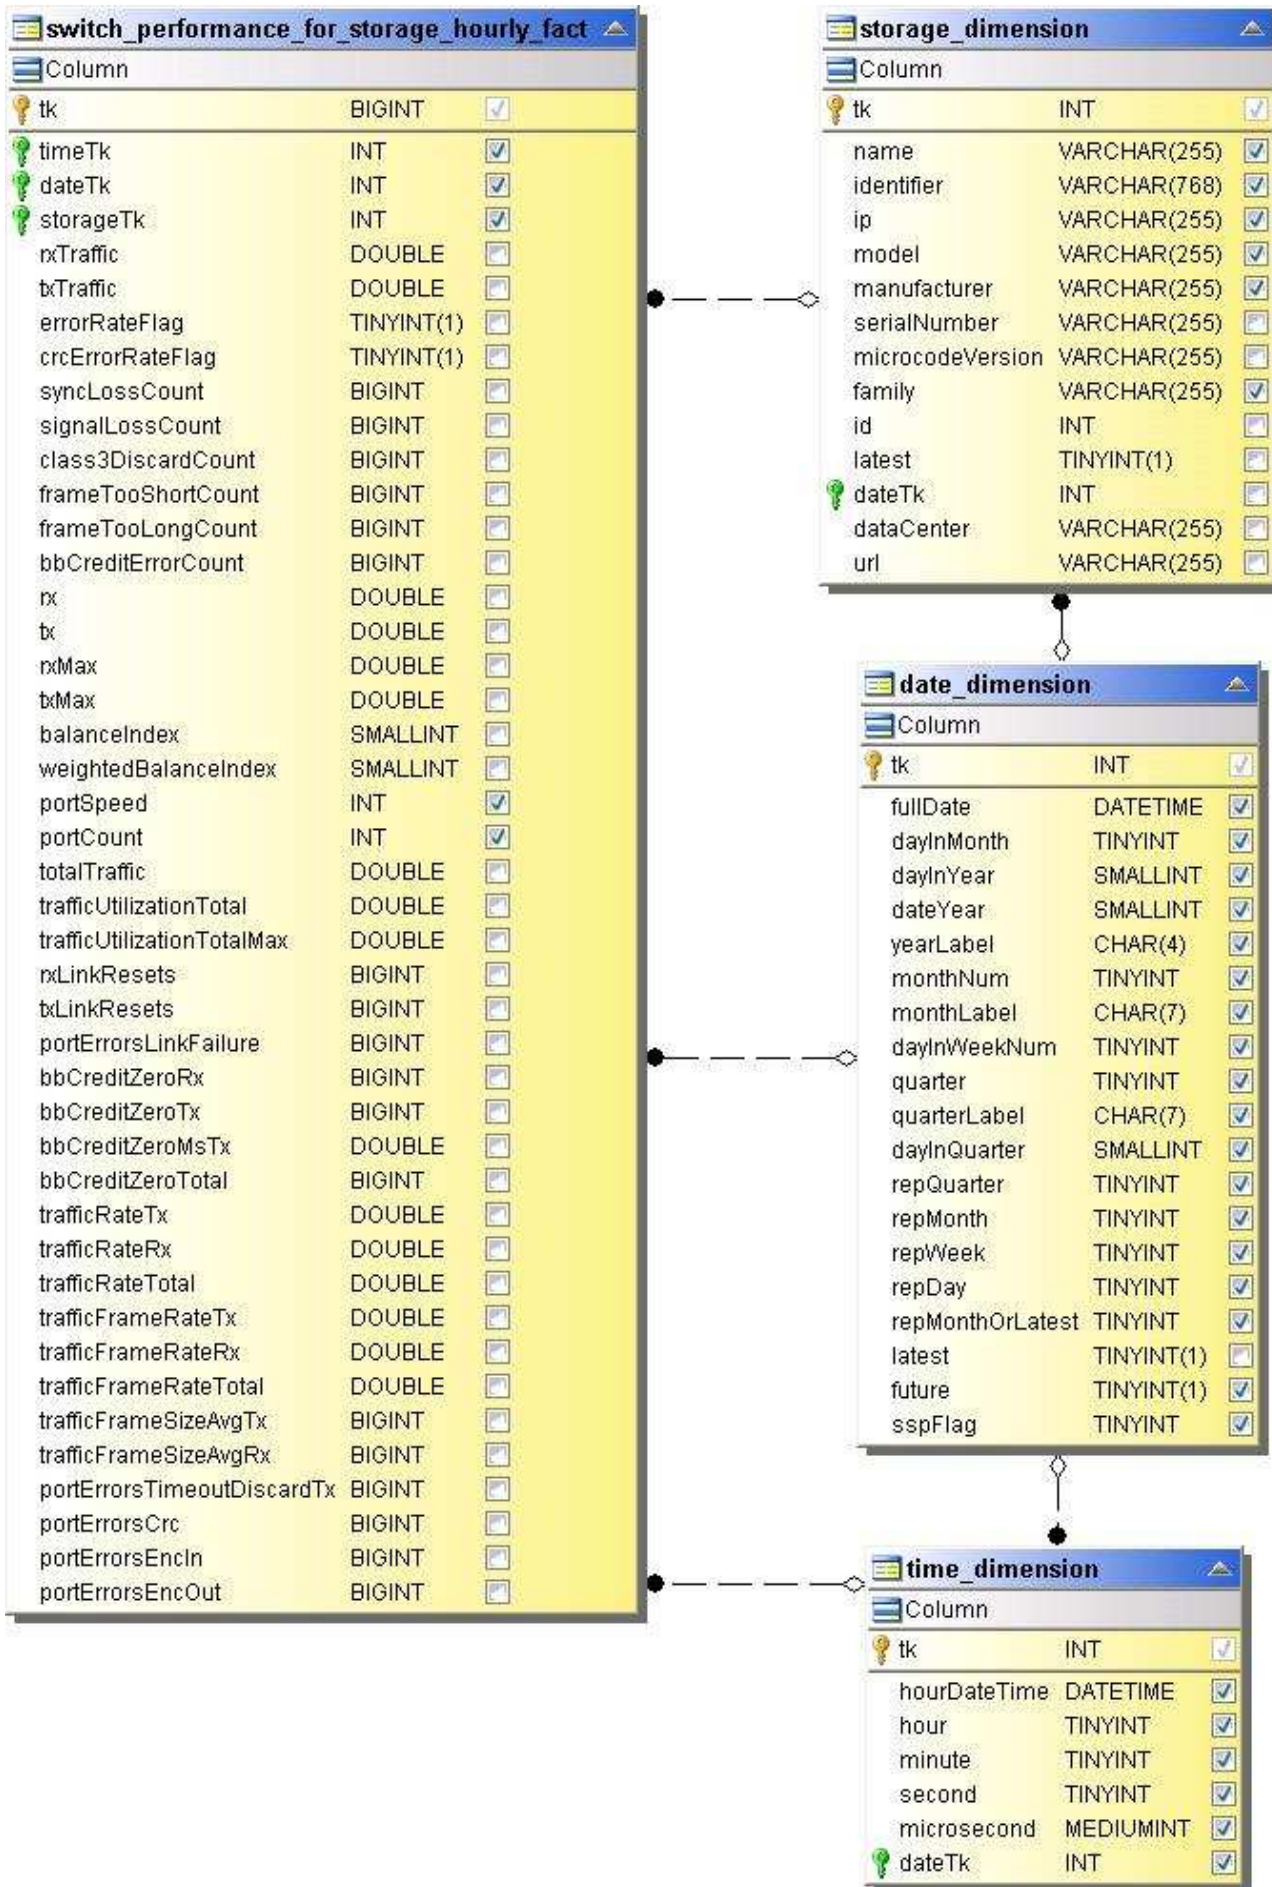 switch_performance_for_storage_hourly_fact
Column
tk BIGINT
timeTk INT
dateTk INT
storageTk INT
rxTraffic DOUBLE
txTraffic DOUBLE
errorRateFlag TINYINT(1)
crcErrorRateFlag TINYINT(1)
syncLossCount BIGINT
signalLossCount BIGINT
class3DiscardCount BIGINT
frameTooShortCount BIGINT
frameTooLongCount BIGINT
bbCreditErrorCount BIGINT
rx DOUBLE
tx DOUBLE
rxMax DOUBLE
txMax DOUBLE
balanceIndex SMALLINT
weightedBalanceIndex SMALLINT
portSpeed INT
portCount INT
totalTraffic DOUBLE
trafficUtilizationTotal DOUBLE
trafficUtilizationTotalMax DOUBLE
rxLinkResets BIGINT
txLinkResets BIGINT
portErrorsLinkFailure BIGINT
bbCreditZeroRx BIGINT
bbCreditZeroTx BIGINT
bbCreditZeroMsTx DOUBLE
bbCreditZeroTotal BIGINT
trafficRateTx DOUBLE
trafficRateRx DOUBLE
trafficRateTotal DOUBLE
trafficFrameRateTx DOUBLE
trafficFrameRateRx DOUBLE
trafficFrameRateTotal DOUBLE
trafficFrameSizeAvgTx BIGINT
trafficFrameSizeAvgRx BIGINT
portErrorsTimeoutDiscardTx BIGINT
portErrorsCrc BIGINT
portErrorsEncIn BIGINT
portErrorsEncOut BIGINT
storage_dimension
Column
tk INT
name VARCHAR(255)
identifier VARCHAR(768)
ip VARCHAR(255)
model VARCHAR(255)
manufacturer VARCHAR(255)
serialNumber VARCHAR(255)
microcodeVersion VARCHAR(255)
family VARCHAR(255)
id INT
latest TINYINT(1)
dateTk INT
dataCenter VARCHAR(255)
url VARCHAR(255)
date_dimension
Column
tk INT
fullDate DATETIME
dayInMonth TINYINT
dayInYear SMALLINT
dateYear SMALLINT
yearLabel CHAR(4)
monthNum TINYINT
monthLabel CHAR(7)
dayInWeekNum TINYINT
quarter TINYINT
quarterLabel CHAR(7)
dayInQuarter SMALLINT
repQuarter TINYINT
repMonth TINYINT
repWeek TINYINT
repDay TINYINT
repMonthOrLatest TINYINT
latest TINYINT(1)
future TINYINT(1)
sspFlag TINYINT
time_dimension
Column
tk INT
hourDateTime DATETIME
hour TINYINT
minute TINYINT
second TINYINT
microsecond MEDIUMINT
dateTk INT